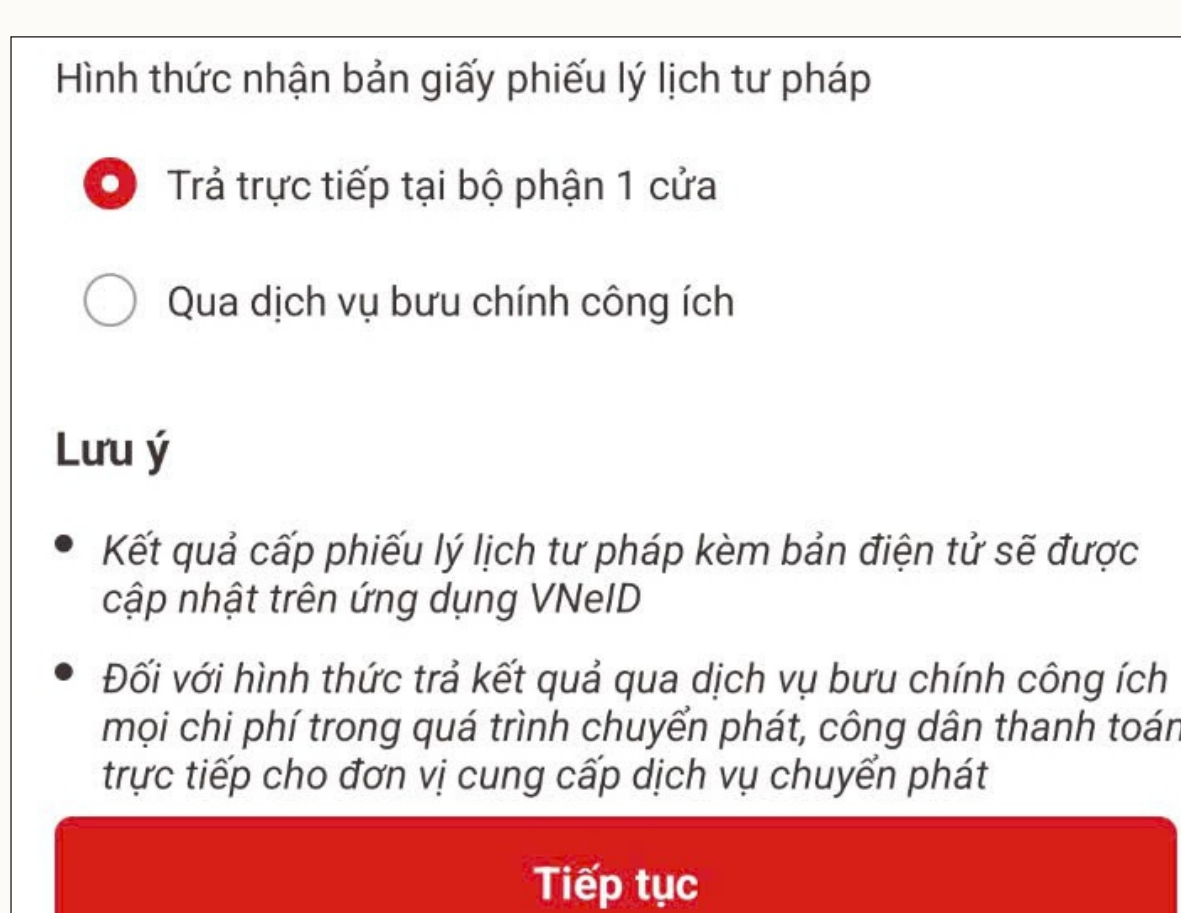 Hình thức nhận bản giấy phiếu lý lịch tư pháp
Trả trực tiếp tại bộ phận 1 cửa
Qua dịch vụ bưu chính công ích
Lưu ý
Kết quả cấp phiếu lý lịch tư pháp kèm bản điện tử sẽ được
cập nhật trên ứng dụng VNeID
Đối với hình thức trả kết quả qua dịch vụ bưu chính công ích
mọi chi phí trong quá trình chuyển phát, công dân thanh toán
trực tiếp cho đơn vị cung cấp dịch vụ chuyển phát
Tiếp tục